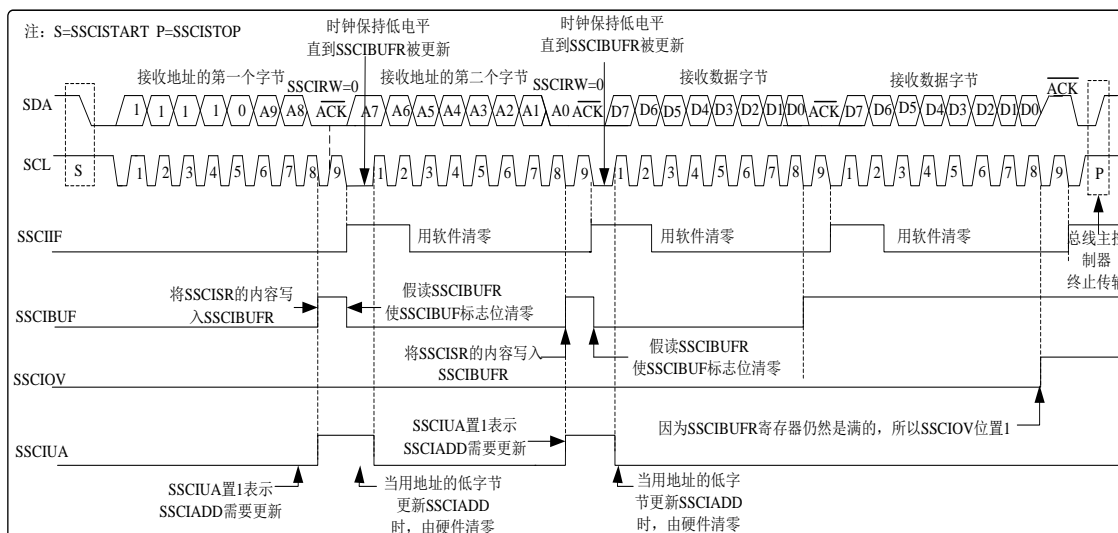 注：S=SSCISTART P=SSCISTOP
时钟保持低电平
直到SSCIBUFR被更新
时钟保持低电平
直到SSCIBUFR被更新
接收地址的第一个字节
SSCIRW=0
接收地址的第二个字节
SSCIRW=0
接收数据字节
接收数据字节
ACK
SDA
1 1 1 1 0 A9 A8 ACK A7 A6 A5 A4 A3 A2 A1 A0 ACK D7 D6 D5 D4 D3 D2 D1 D0 ACK D7 D6 D5 D4 D3 D2 D1 D0
SCL
S 1 2 3 4 5 6 7 8 9 1 2 3 4 5 6 7 8 9 1 2 3 4 5 6 7 8 9 1 2 3 4 5 6 7 8 9 P
SSCIIF
用软件清零
用软件清零
用软件清零
总线主控
制器
终止传输
将SSCISR的内容写
入SSCIBUFR
假读SSCIBUFR
使SSCIBUF标志位清零
SSCIBUF
将SSCISR的内容写入
SSCIBUFR
假读SSCIBUFR
使SSCIBUF标志位清零
SSCIOV
因为SSCIBUFR寄存器仍然是满的，所以SSCIOV位置1
SSCIUA置1表示
SSCIADD需要更新
SSCIUA
SSCIUA置1表示
SSCIADD需要更新
当用地址的低字
节更新SSCIADD
时，由硬件清零
当用地址的低字
节更新SSCIADD
时，由硬件清零